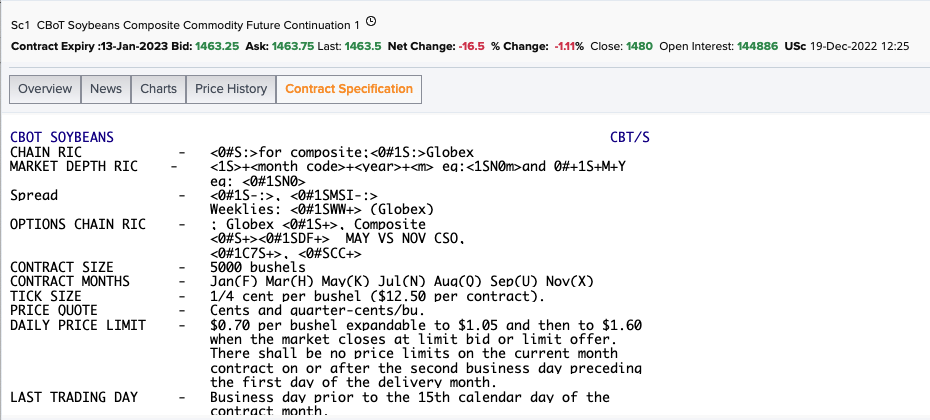 Sc1 CBoT Soybeans Composite Commodity Future Continuation 1
Contract Expiry :13-Jan-2023 Bid: 1463.25 Ask: 1463.75 Last: 1463.5 Net Change: -16.5 % Change: -1.11% Close: 1480 Open Interest: 144886 USc 19-Dec-2022 12:25
Overview News Charts Price History Contract Specification
CBOT SOYBEANS CBT/S
CHAIN RIC - <0#S:>for composite;<0#1S:>Globex
MARKET DEPTH RIC - <1S>+<month code>+<year>+<m> eg:<1SN0m>and 0#+1S+M+Y
eg: <0#1SN0>
Spread - <0#1S-:>, <0#1SMSI-:>
Weeklies: <0#1SWW+> (Globex)
OPTIONS CHAIN RIC - ; Globex <0#1S+>, Composite
<0#S+><0#1SDF+> MAY VS NOV CSO,
<0#1C7S+>, <0#SCC+>
CONTRACT SIZE - 5000 bushels
CONTRACT MONTHS - Jan(F) Mar(H) May(K) Jul(N) Aug(Q) Sep(U) Nov(X)
TICK SIZE - 1/4 cent per bushel ($12.50 per contract).
PRICE QUOTE - Cents and quarter-cents/bu.
DAILY PRICE LIMIT - $0.70 per bushel expandable to $1.05 and then to $1.60
when the market closes at limit bid or limit offer.
There shall be no price limits on the current month
contract on or after the second business day preceding
the first day of the delivery month.
LAST TRADING DAY - Business day prior to the 15th calendar day of the
contract month.